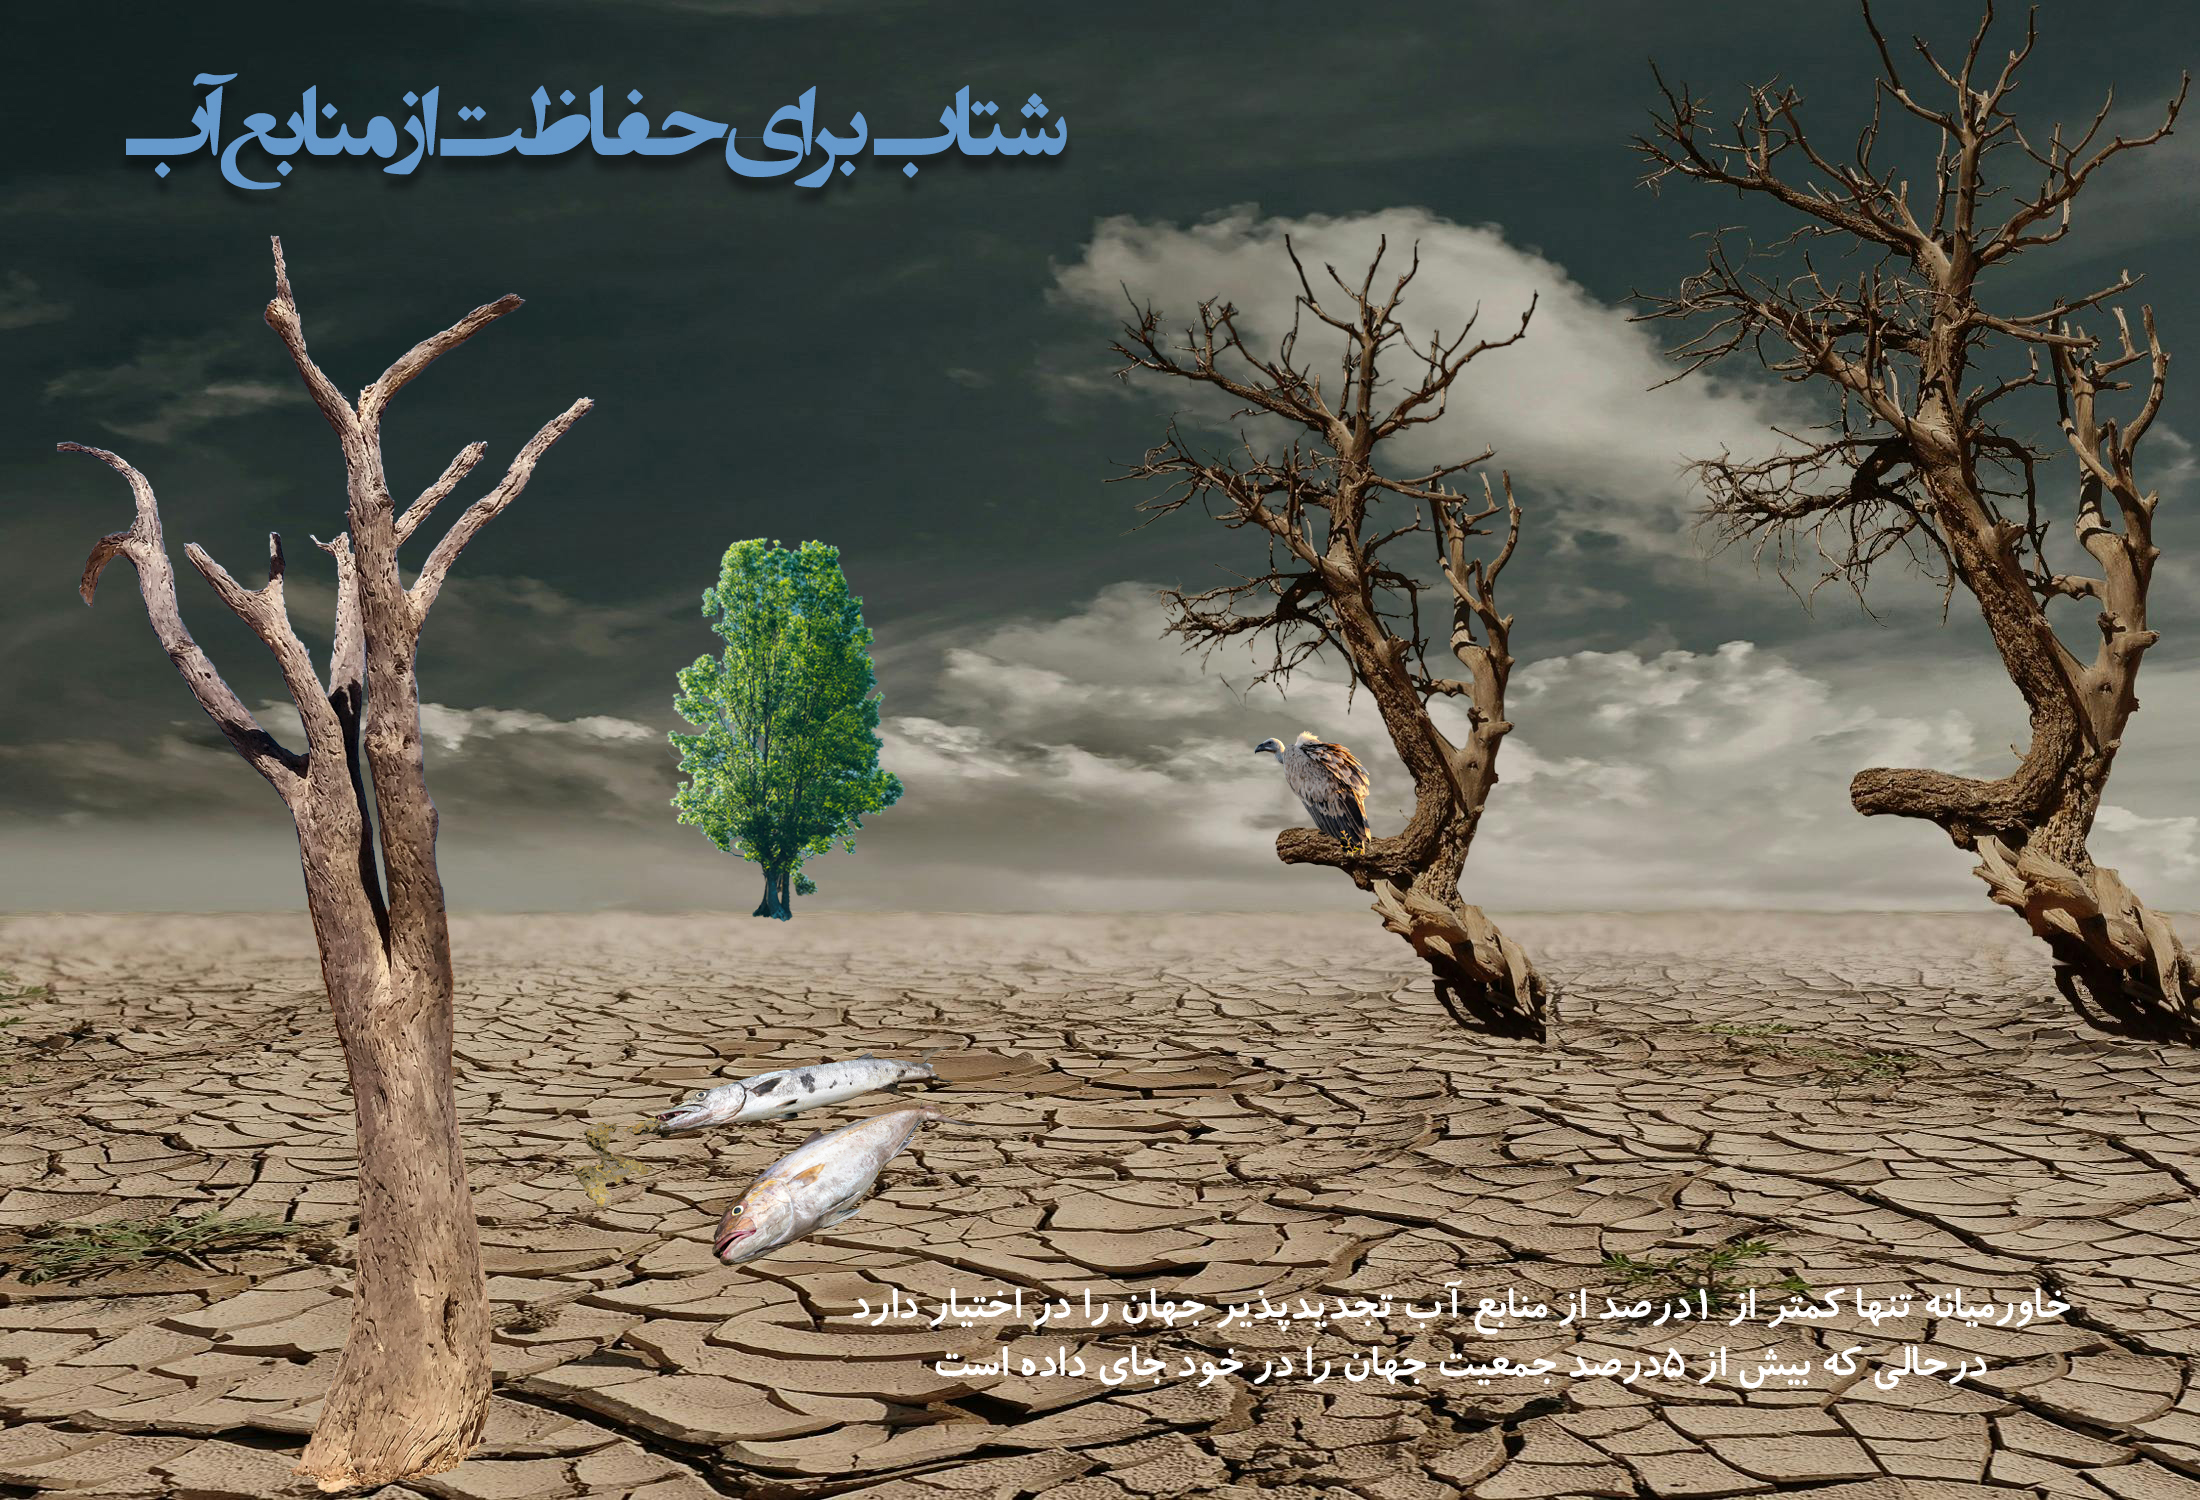 شتاب برای حفاظت از منابع آب
خاورمیانه تنها کمتر از ۱درصد از منابع آب تجدیدپذیر جهان را در اختیار دارد
درحالی که بیش از ۵درصد جمعیت جهان را در خود جای داده است